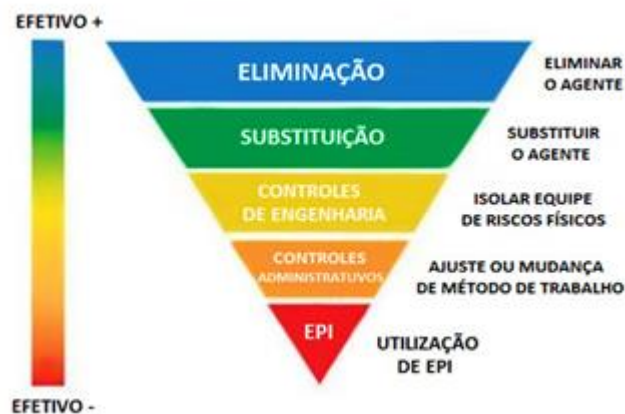 EFETIVO +
ELIMINAÇÃO
ELIMINAR
O AGENTE
SUBSTITUIÇÃO
SUBSTITUIR
O AGENTE
CONTROLES
DE ENGENHARIA
ISOLAR EQUIPE
DE RISCOS FÍSICOS
CONTROLES
ADMINISTRATUVOS
AJUSTE OU MUDANÇA
DE MÉTODO DE TRABALHO
EPI
UTILIZAÇÃO
DE EPI
EFETIVO -